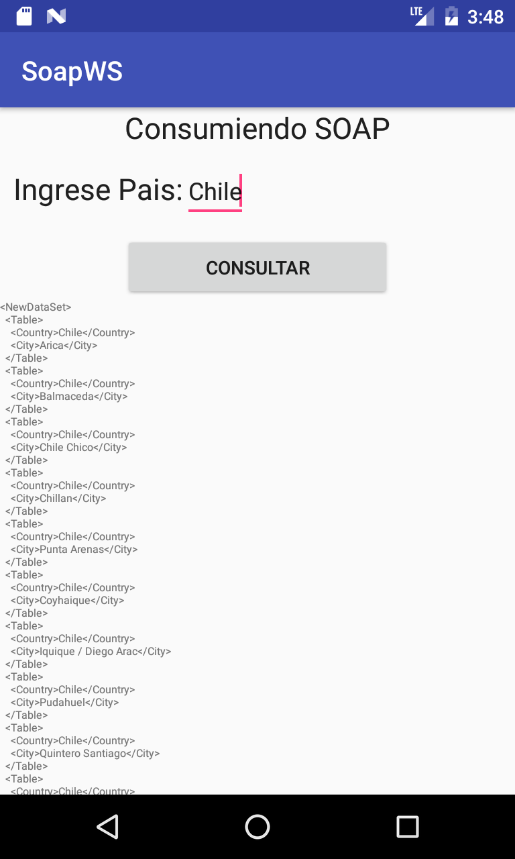 LTE 3:48
SoapWS
Consumiendo SOAP
Ingrese Pais: Chile
CONSULTAR
<NewDataSet>
  <Table>
    <Country>Chile</Country>
    <City>Arica</City>
  </Table>
  <Table>
    <Country>Chile</Country>
    <City>Balmaceda</City>
  </Table>
  <Table>
    <Country>Chile</Country>
    <City>Chile Chico</City>
  </Table>
  <Table>
    <Country>Chile</Country>
    <City>Chillan</City>
  </Table>
  <Table>
    <Country>Chile</Country>
    <City>Punta Arenas</City>
  </Table>
  <Table>
    <Country>Chile</Country>
    <City>Coyhaique</City>
  </Table>
  <Table>
    <Country>Chile</Country>
    <City>Iquique / Diego Arac</City>
  </Table>
  <Table>
    <Country>Chile</Country>
    <City>Pudahuel</City>
  </Table>
  <Table>
    <Country>Chile</Country>
    <City>Quintero Santiago</City>
  </Table>
  <Table>
    <Country>Chile</Country>